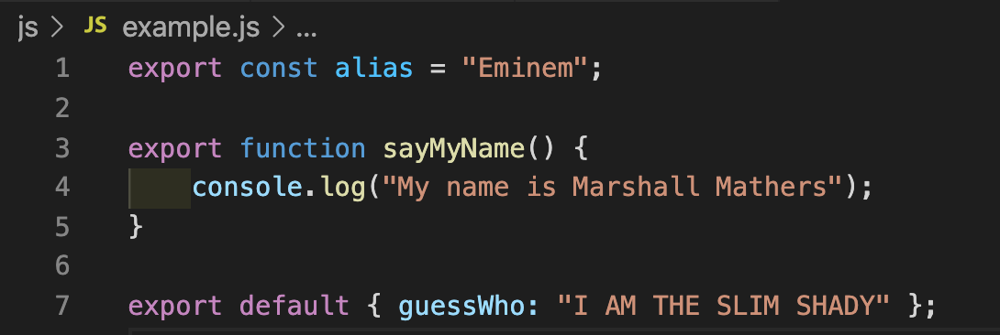 js > JS example.js > ...
1 export const alias = "Eminem";
2
3 export function sayMyName() {
4     console.log("My name is Marshall Mathers");
5 }
6
7 export default { guessWho: "I AM THE SLIM SHADY" };